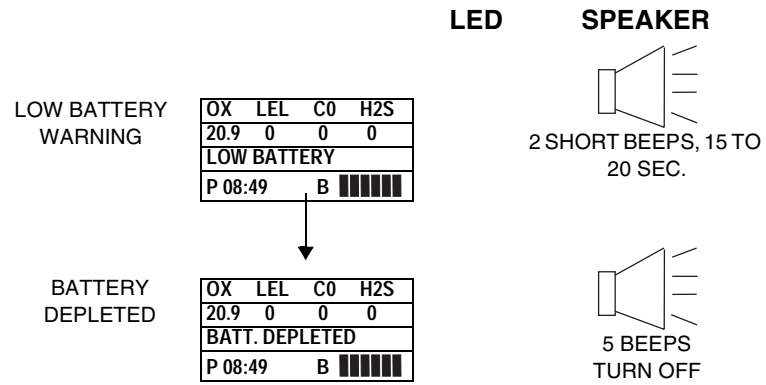 LED SPEAKER
LOW BATTERY
WARNING
OX LEL C0 H2S
20.9 0 0 0
LOW BATTERY
P 08:49 B
2 SHORT BEEPS, 15 TO
20 SEC.
BATTERY
DEPLETED
OX LEL C0 H2S
20.9 0 0 0
BATT. DEPLETED
P 08:49 B
5 BEEPS
TURN OFF